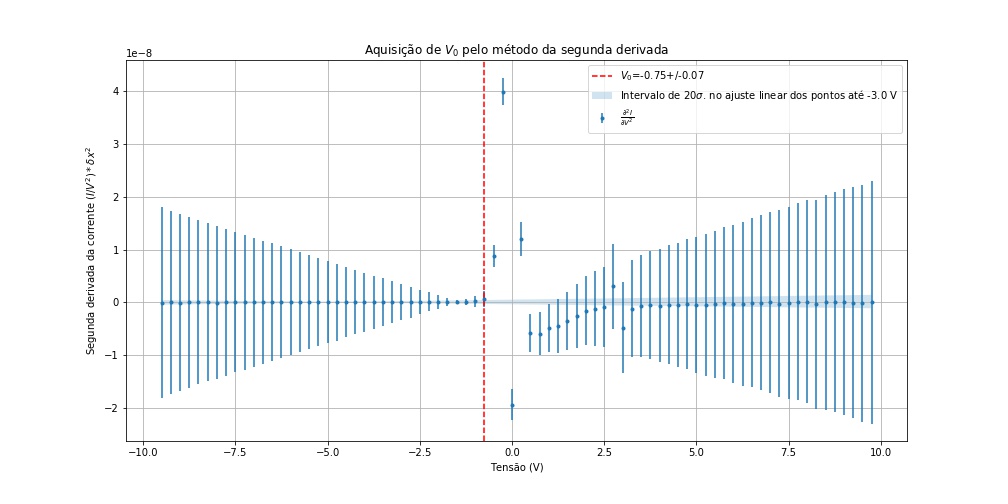 Aquisição de V₀ pelo método da segunda derivada
1e−8
V₀=-0.75+/-0.07
Intervalo de 20σ. no ajuste linear dos pontos até -3.0 V
∂²I/∂V²
4
3
2
1
0
−1
−2
Segunda derivada da corrente (I/V²) * δx²
−10.0 −7.5 −5.0 −2.5 0.0 2.5 5.0 7.5 10.0
Tensão (V)